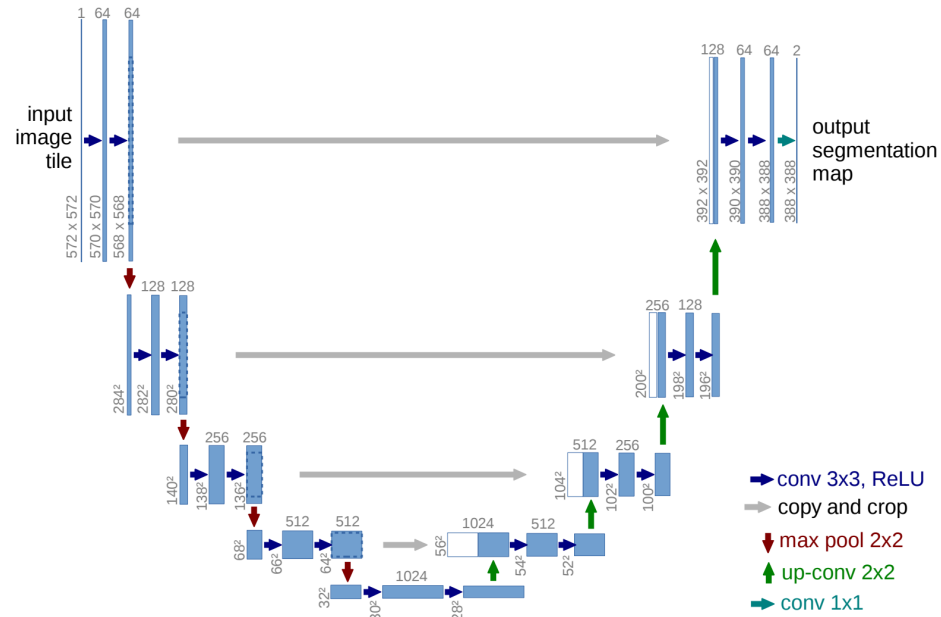 1 64 64
128 64 64 2
input
image
tile
output
segmentation
map
572 x 572
570 x 570
568 x 568
392 x 392
390 x 390
388 x 388
388 x 388
128 128
256 128
284²
282²
280²
200²
198²
196²
256 256
512 256
140²
138²
136²
104²
102²
100²
512 512
1024 512
68²
66²
64²
56²
54²
52²
1024
32²
conv 3x3, ReLU
copy and crop
max pool 2x2
up-conv 2x2
conv 1x1